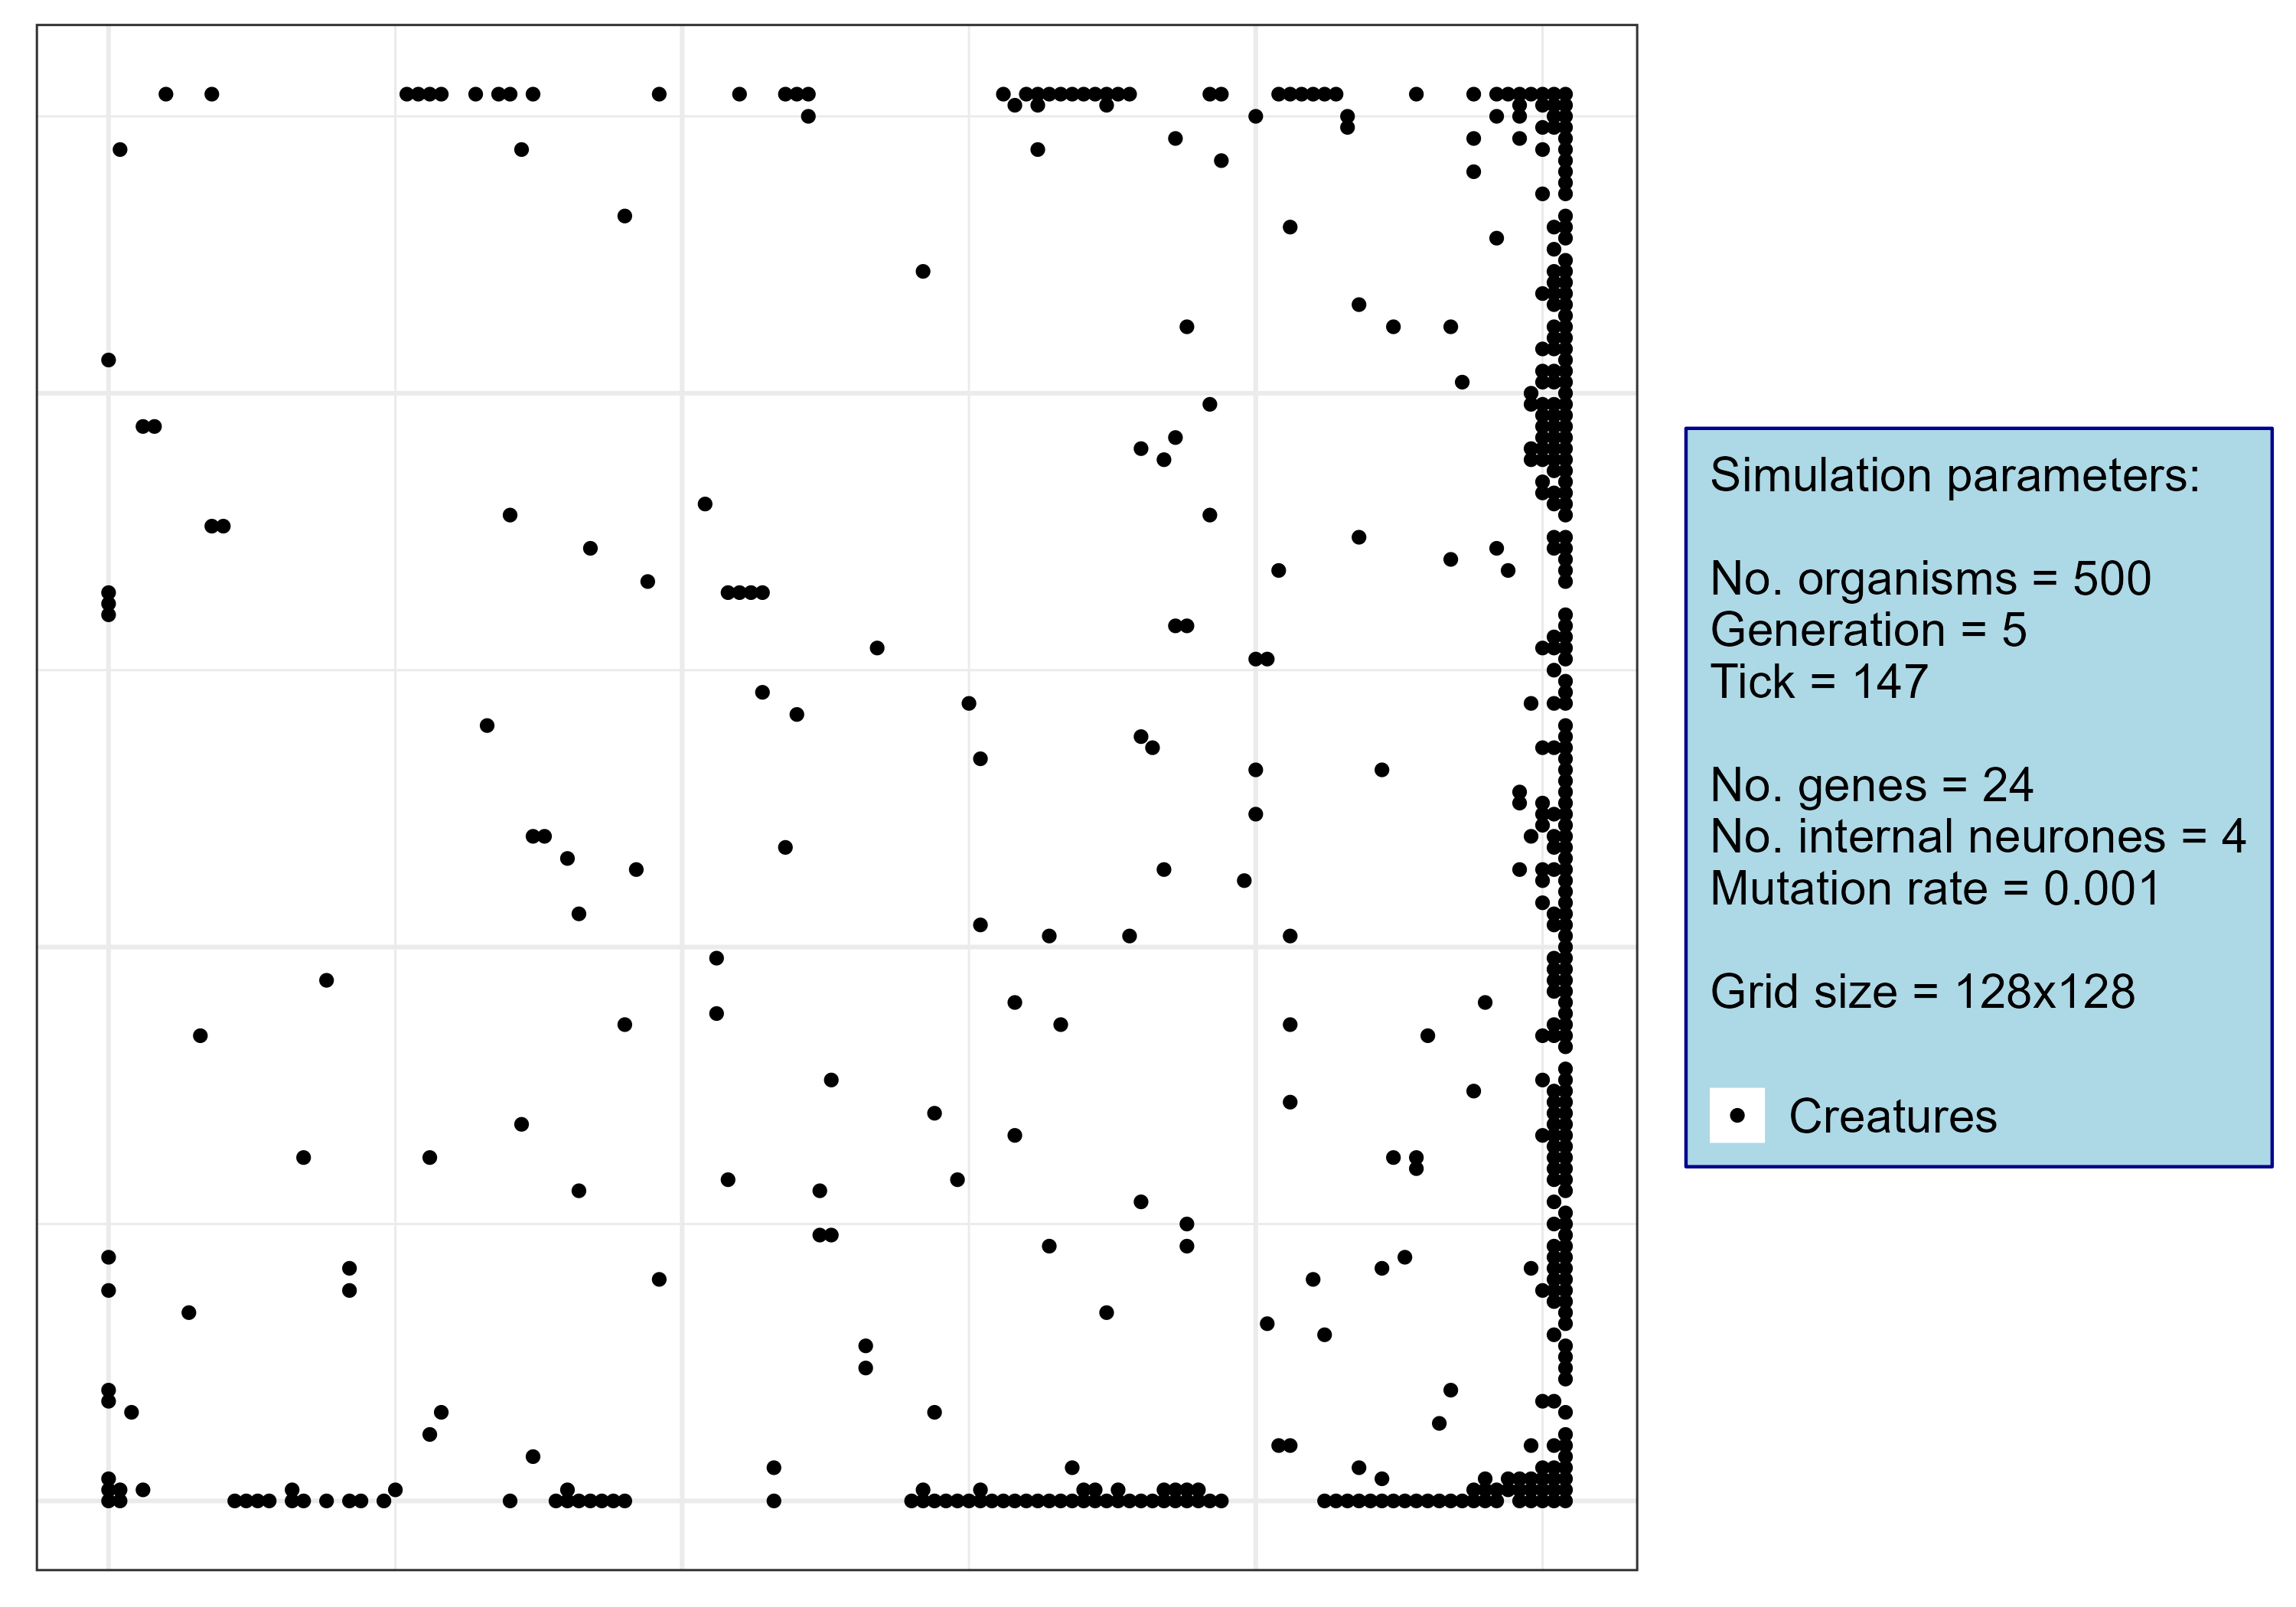 Simulation parameters:
No. organisms = 500
Generation = 5
Tick = 147
No. genes = 24
No. internal neurones = 4
Mutation rate = 0.001
Grid size = 128x128
Creatures